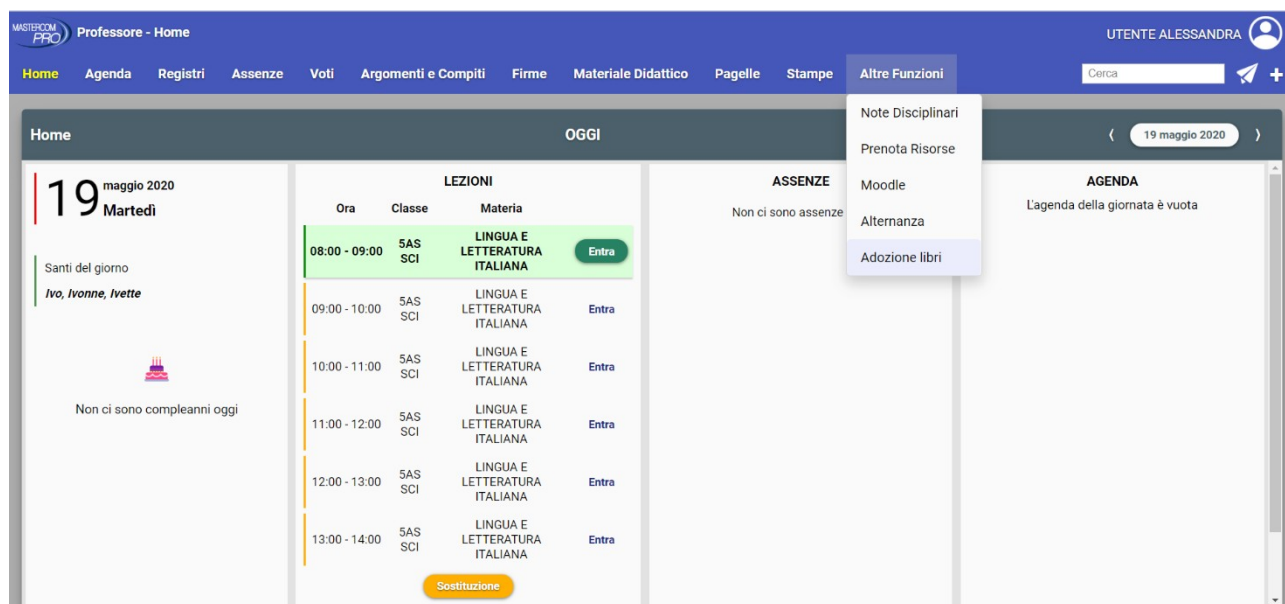 MASTERCOM
PRO
Professore - Home
UTENTE ALESSANDRA
Home Agenda Registri Assenze Voti Argomenti e Compiti Firme Materiale Didattico Pagelle Stampe Altre Funzioni Cerca +
Note Disciplinari
Prenota Risorse
Moodle
Alternanza
Adozione libri
Home OGGI ⟨ 19 maggio 2020 ⟩
19
maggio 2020
Martedì
Santi del giorno
Ivo, Ivonne, Ivette
Non ci sono compleanni oggi
LEZIONI
Ora Classe Materia
08:00 - 09:00 5AS SCI LINGUA E LETTERATURA ITALIANA Entra
09:00 - 10:00 5AS SCI LINGUA E LETTERATURA ITALIANA Entra
10:00 - 11:00 5AS SCI LINGUA E LETTERATURA ITALIANA Entra
11:00 - 12:00 5AS SCI LINGUA E LETTERATURA ITALIANA Entra
12:00 - 13:00 5AS SCI LINGUA E LETTERATURA ITALIANA Entra
13:00 - 14:00 5AS SCI LINGUA E LETTERATURA ITALIANA Entra
Sostituzione
ASSENZE
Non ci sono assenze
AGENDA
L'agenda della giornata è vuota